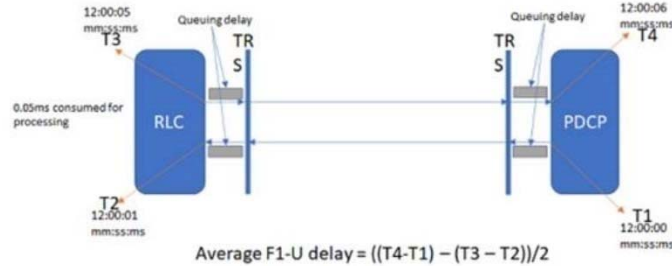 12:00:05
mm:ss:ms
T3
Queuing delay
TR
S
Queuing delay
TR
S
12:00:06
mm:ss:ms
T4
0.05ms consumed for
processing
RLC
PDCP
T2
12:00:01
mm:ss:ms
T1
12:00:00
mm:ss:ms
Average F1-U delay = ((T4-T1) – (T3 – T2))/2